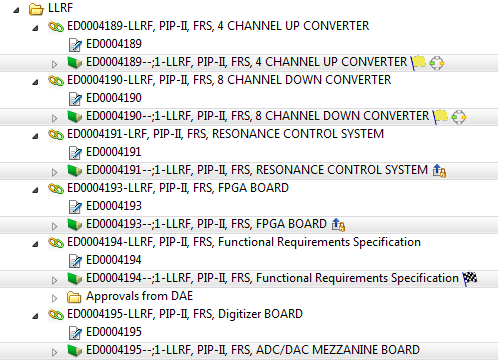 LLRF
ED0004189-LLRF, PIP-II, FRS, 4 CHANNEL UP CONVERTER
ED0004189
ED0004189--;1-LLRF, PIP-II, FRS, 4 CHANNEL UP CONVERTER
ED0004190-LLRF, PIP-II, FRS, 8 CHANNEL DOWN CONVERTER
ED0004190
ED0004190--;1-LLRF, PIP-II, FRS, 8 CHANNEL DOWN CONVERTER
ED0004191-LRF, PIP-II, FRS, RESONANCE CONTROL SYSTEM
ED0004191
ED0004191--;1-LLRF, PIP-II, FRS, RESONANCE CONTROL SYSTEM
ED0004193-LLRF, PIP-II, FRS, FPGA BOARD
ED0004193
ED0004193--;1-LLRF, PIP-II, FRS, FPGA BOARD
ED0004194-LLRF, PIP-II, FRS, Functional Requirements Specification
ED0004194
ED0004194--;1-LLRF, PIP-II, FRS, Functional Requirements Specification
Approvals from DAE
ED0004195-LLRF, PIP-II, FRS, Digitizer BOARD
ED0004195
ED0004195--;1-LLRF, PIP-II, FRS, ADC/DAC MEZZANINE BOARD